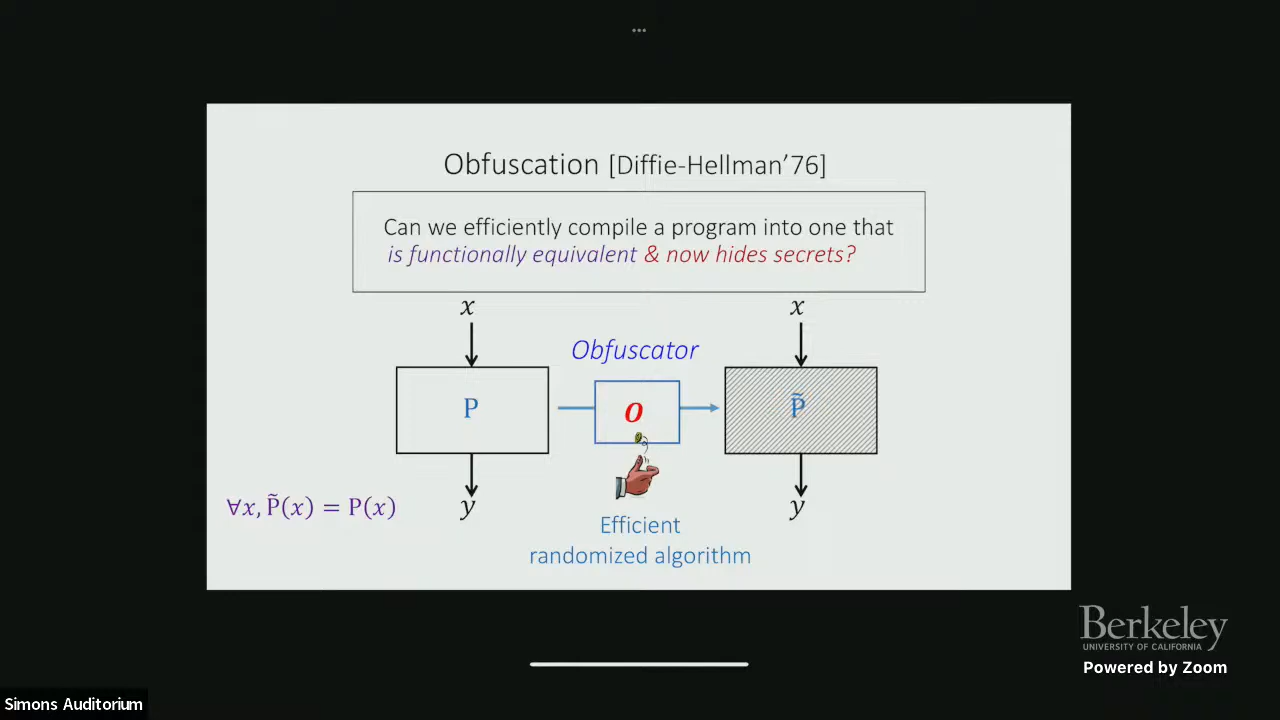 Obfuscation [Diffie-Hellman'76]
Can we efficiently compile a program into one that
is functionally equivalent & now hides secrets?
x
x
Obfuscator
P
O
P̃
∀x, P̃(x) = P(x)
y
y
Efficient
randomized algorithm
Berkeley
UNIVERSITY OF CALIFORNIA
Powered by Zoom
Simons Auditorium